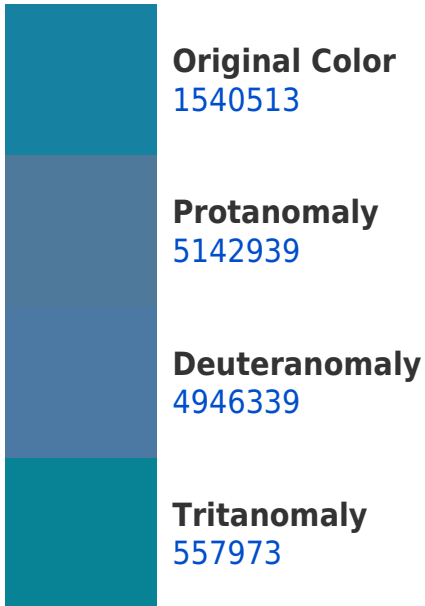 Original Color
1540513
Protanomaly
5142939
Deuteranomaly
4946339
Tritanomaly
557973